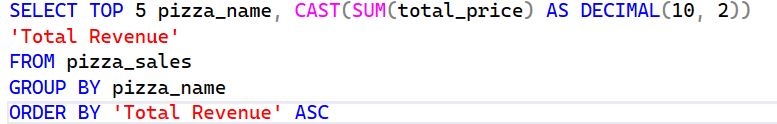 SELECT TOP 5 pizza_name, CAST(SUM(total_price) AS DECIMAL(10, 2))
'Total Revenue'
FROM pizza_sales
GROUP BY pizza_name
ORDER BY 'Total Revenue' ASC